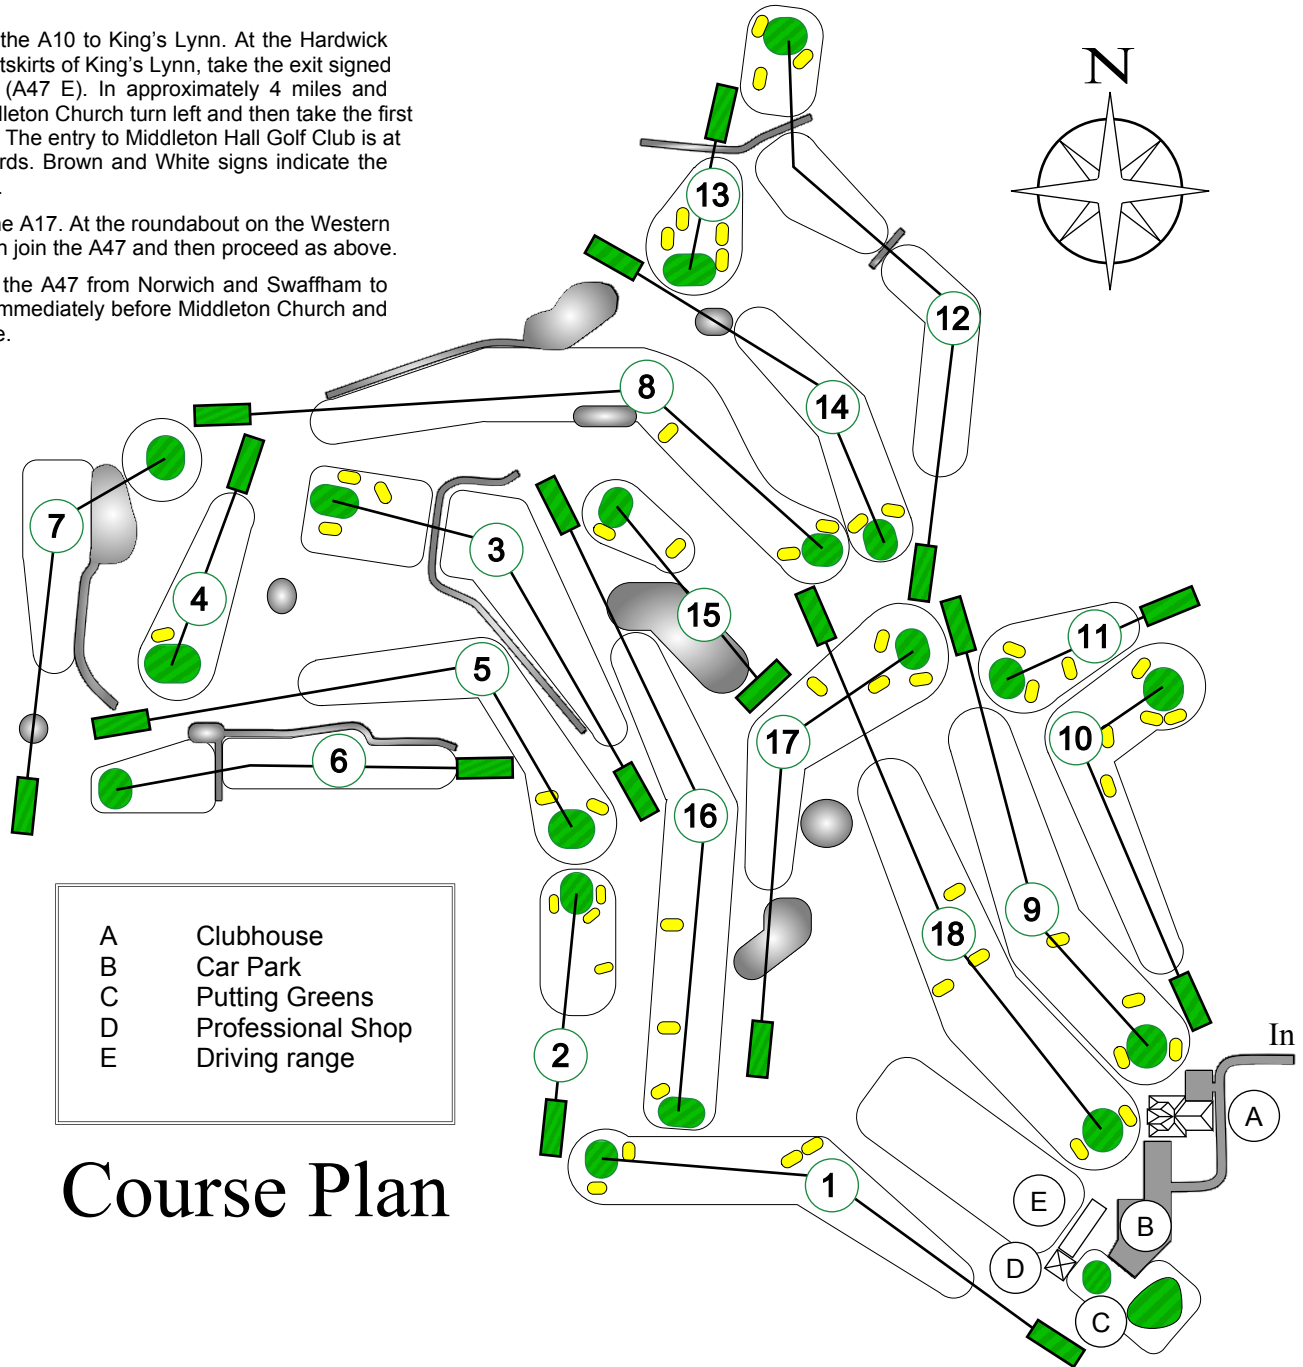 the A10 to King's Lynn. At the Hardwick
tskirts of King's Lynn, take the exit signed
(A47 E). In approximately 4 miles and
dleton Church turn left and then take the first
The entry to Middleton Hall Golf Club is at
rds. Brown and White signs indicate the
.
he A17. At the roundabout on the Western
n join the A47 and then proceed as above.
the A47 from Norwich and Swaffham to
mmediately before Middleton Church and
e.
N
13
12
8
14
7
3
4
15
11
5
10
17
6
16
9
18
2
1
In
A
E
B
D
C
A Clubhouse
B Car Park
C Putting Greens
D Professional Shop
E Driving range
Course Plan